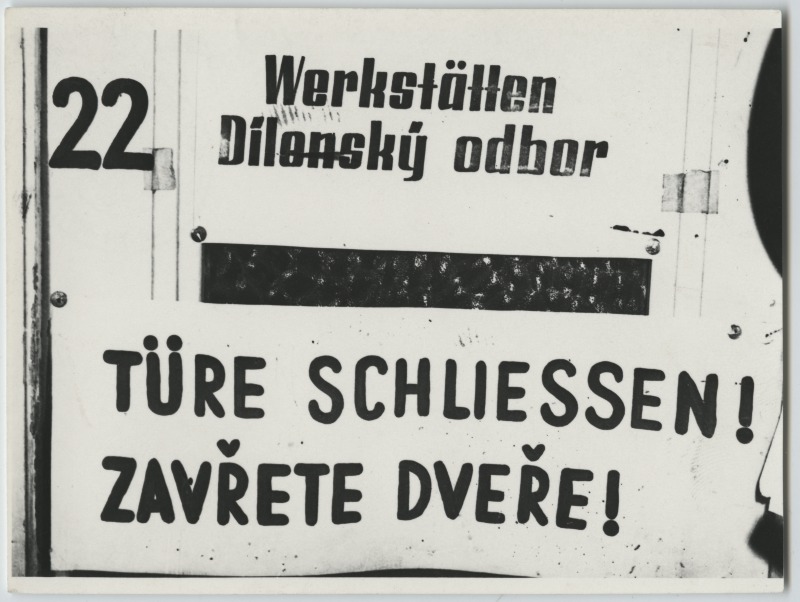 22
Werkstätten
Dílenský odbor
TÜRE SCHLIESSEN!
ZAVŘETE DVEŘE!